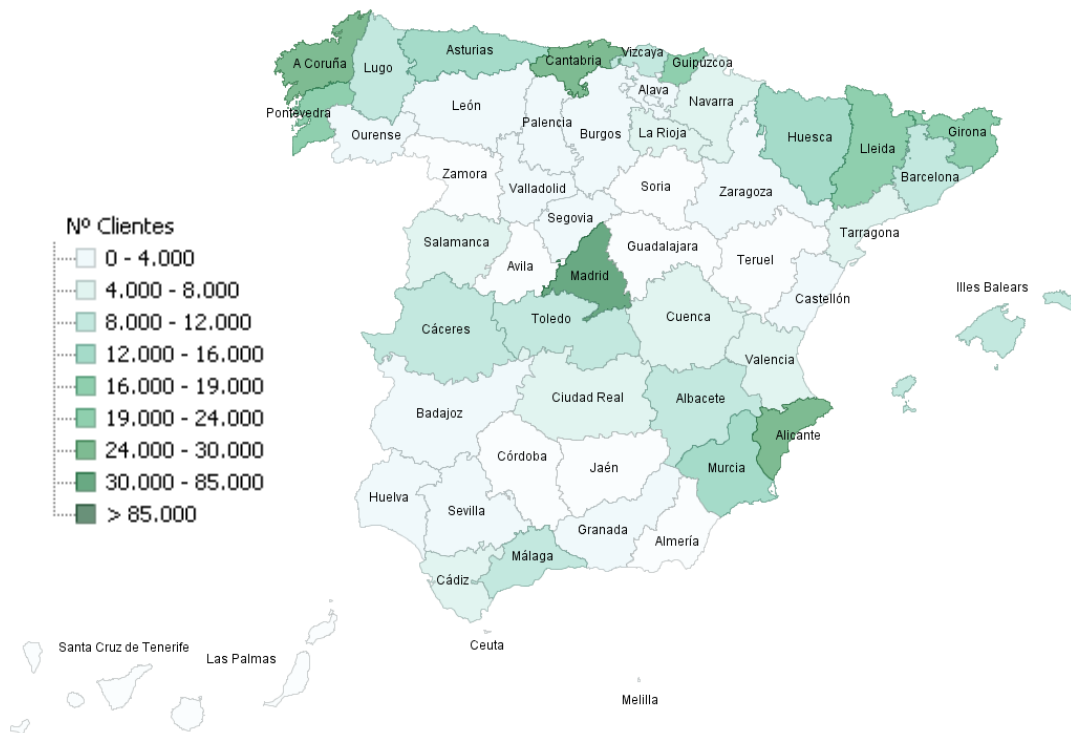 A Coruña
Lugo
Asturias
Cantabria
Vizcaya
Guipúzcoa
Pontevedra
Ourense
León
Palencia
Burgos
Alava
Navarra
La Rioja
Huesca
Lleida
Girona
Barcelona
Zamora
Valladolid
Soria
Zaragoza
Segovia
Tarragona
Salamanca
Avila
Guadalajara
Teruel
Madrid
Castellón
Illes Balears
Cáceres
Toledo
Cuenca
Valencia
Badajoz
Ciudad Real
Albacete
Alicante
Córdoba
Jaén
Murcia
Huelva
Sevilla
Granada
Almería
Málaga
Cádiz
Ceuta
Melilla
Santa Cruz de Tenerife
Las Palmas
Nº Clientes
0 - 4.000
4.000 - 8.000
8.000 - 12.000
12.000 - 16.000
16.000 - 19.000
19.000 - 24.000
24.000 - 30.000
30.000 - 85.000
> 85.000